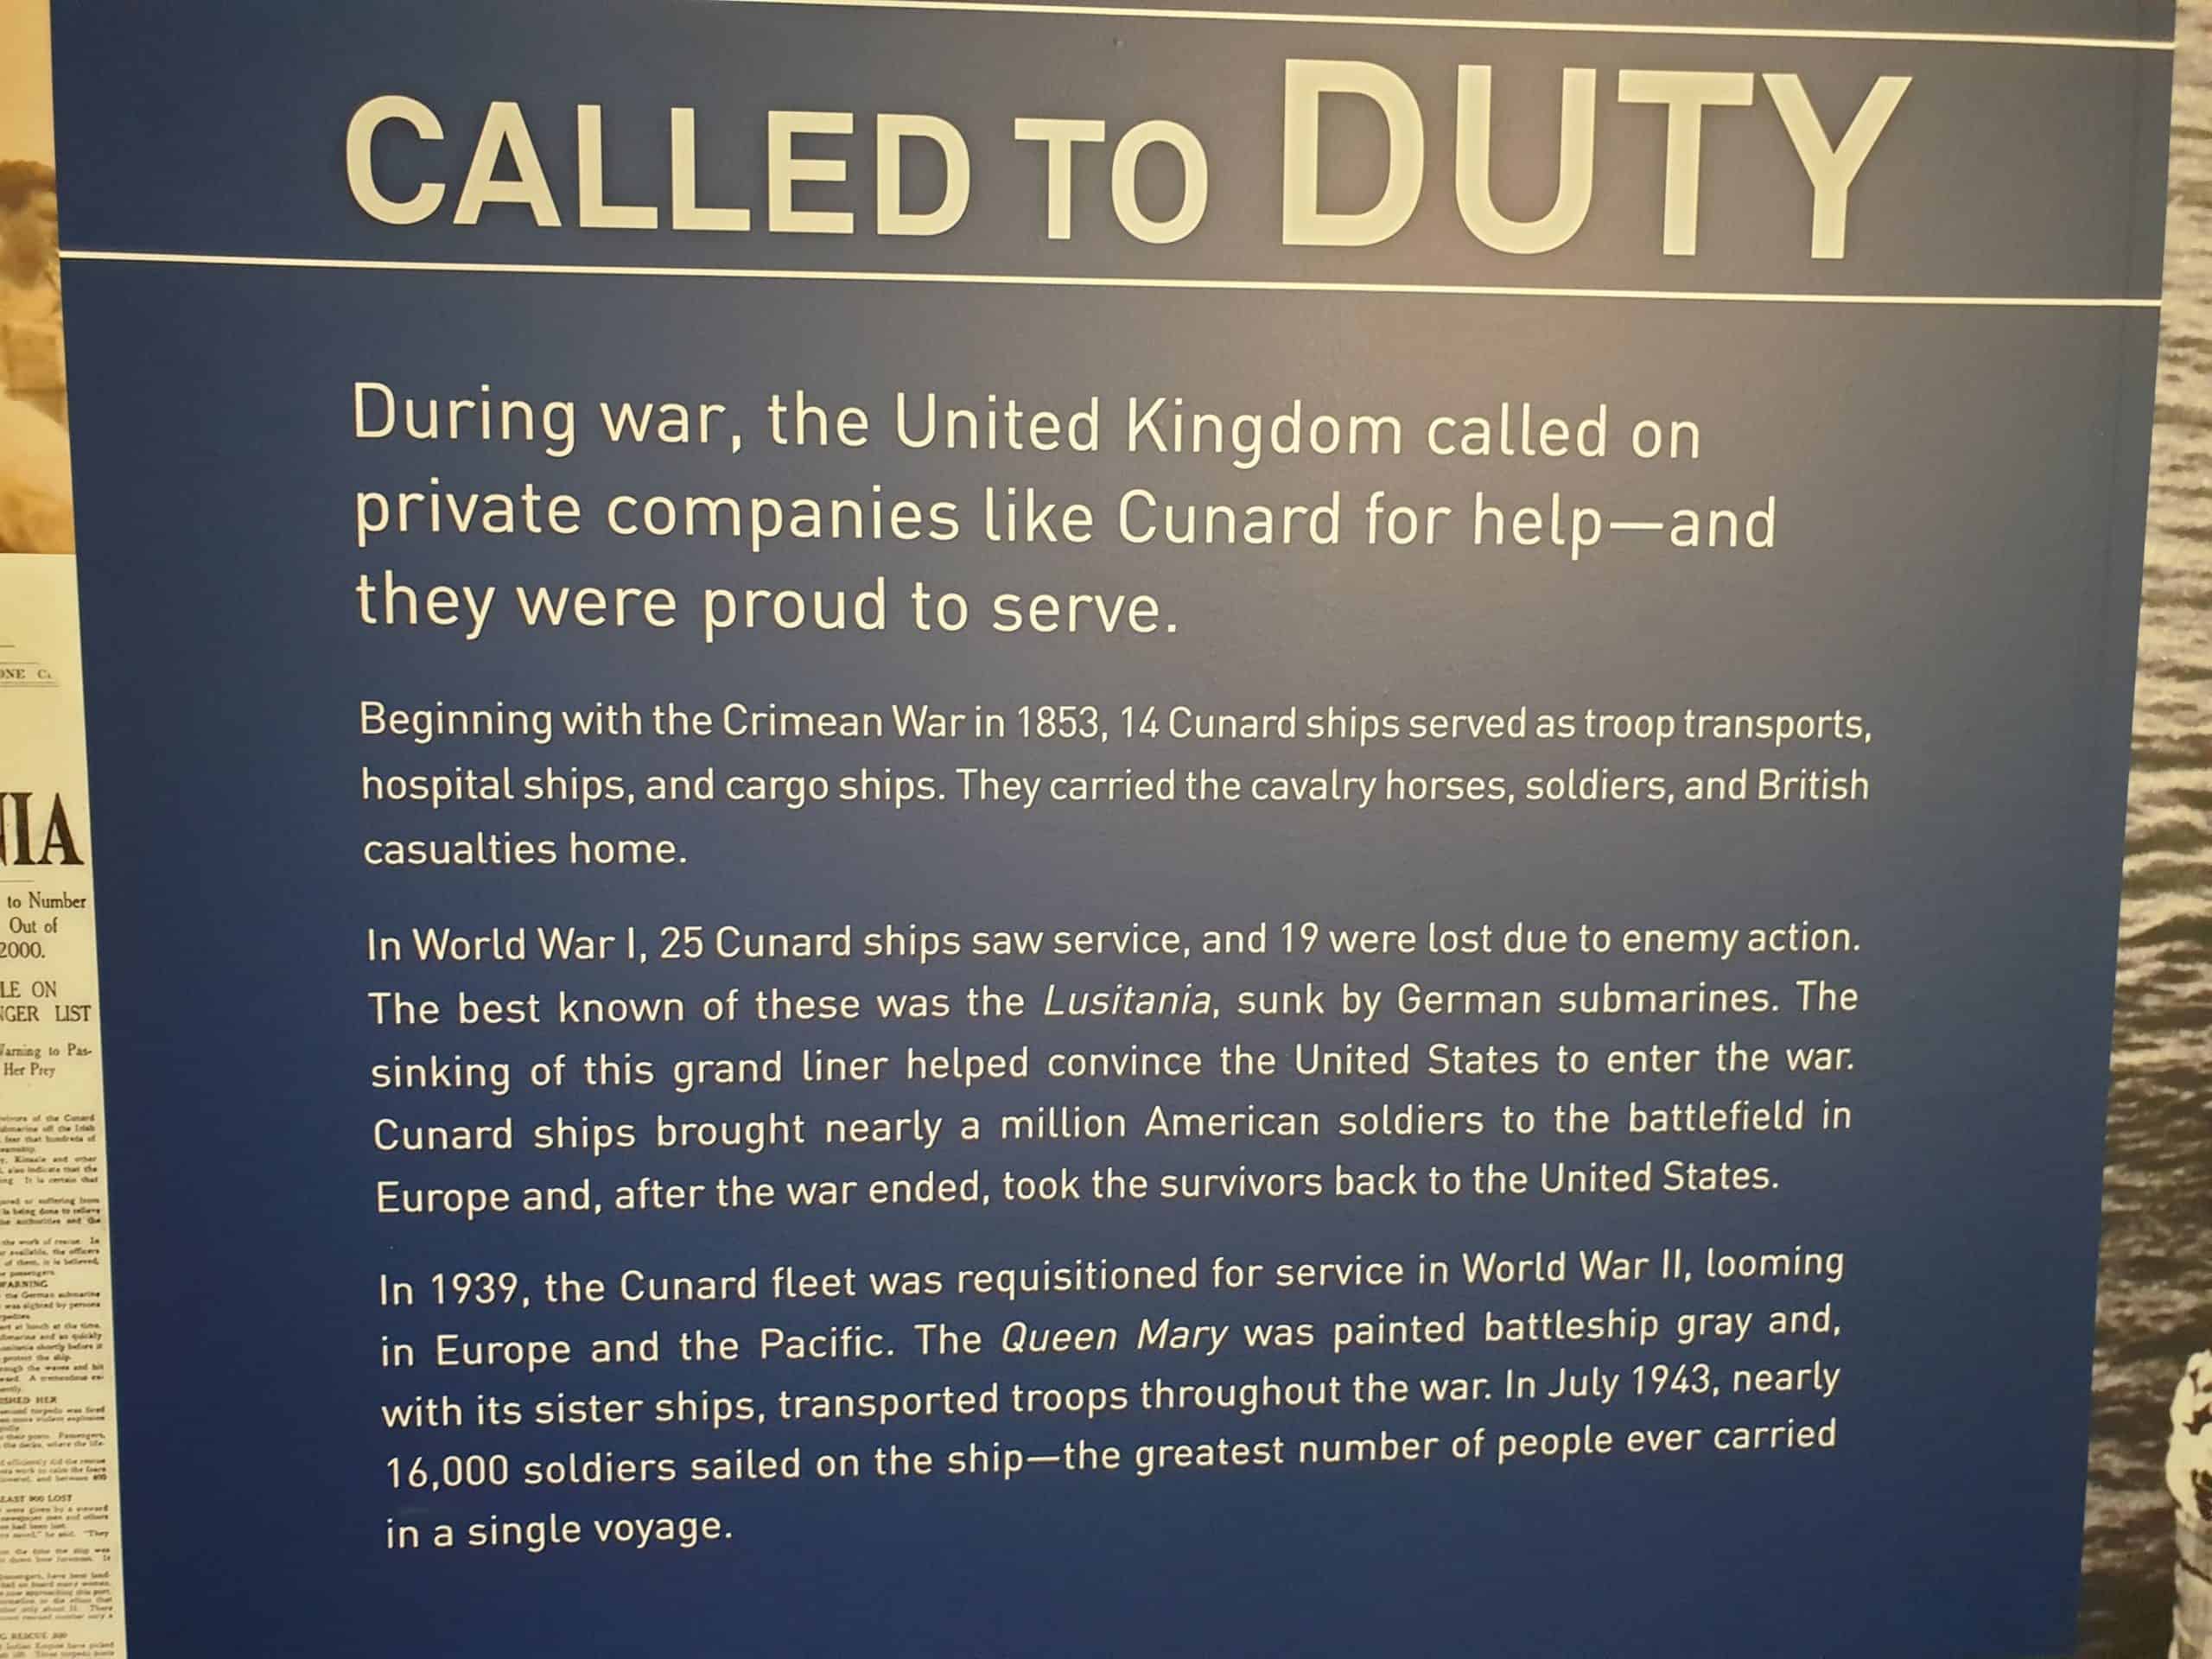 CALLED TO DUTY
During war, the United Kingdom called on
private companies like Cunard for help—and
they were proud to serve.
Beginning with the Crimean War in 1853, 14 Cunard ships served as troop transports,
hospital ships, and cargo ships. They carried the cavalry horses, soldiers, and British
casualties home.
In World War I, 25 Cunard ships saw service, and 19 were lost due to enemy action.
The best known of these was the Lusitania, sunk by German submarines. The
sinking of this grand liner helped convince the United States to enter the war.
Cunard ships brought nearly a million American soldiers to the battlefield in
Europe and, after the war ended, took the survivors back to the United States.
In 1939, the Cunard fleet was requisitioned for service in World War II, looming
in Europe and the Pacific. The Queen Mary was painted battleship gray and,
with its sister ships, transported troops throughout the war. In July 1943, nearly
16,000 soldiers sailed on the ship—the greatest number of people ever carried
in a single voyage.
NIA
to Number
Out of
2000.
LE ON
NGER LIST
Warning to Pas-
Her Prey